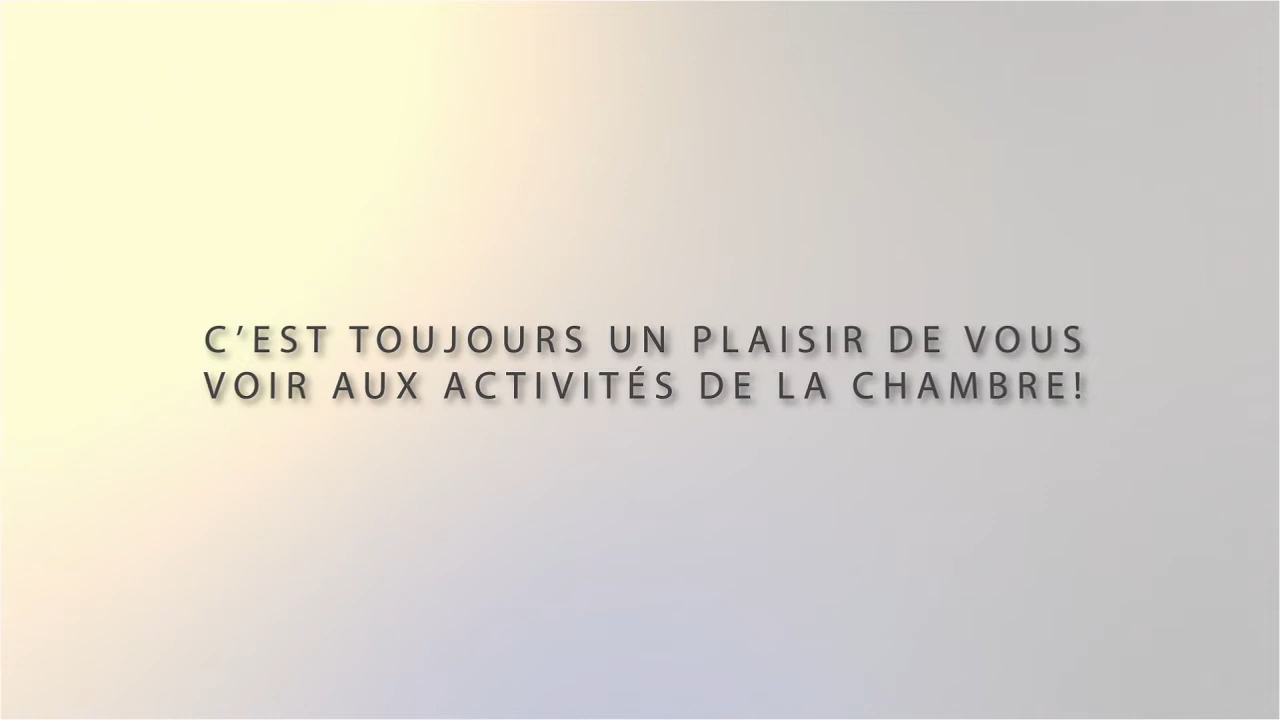 C’EST TOUJOURS UN PLAISIR DE VOUS
VOIR AUX ACTIVITÉS DE LA CHAMBRE!